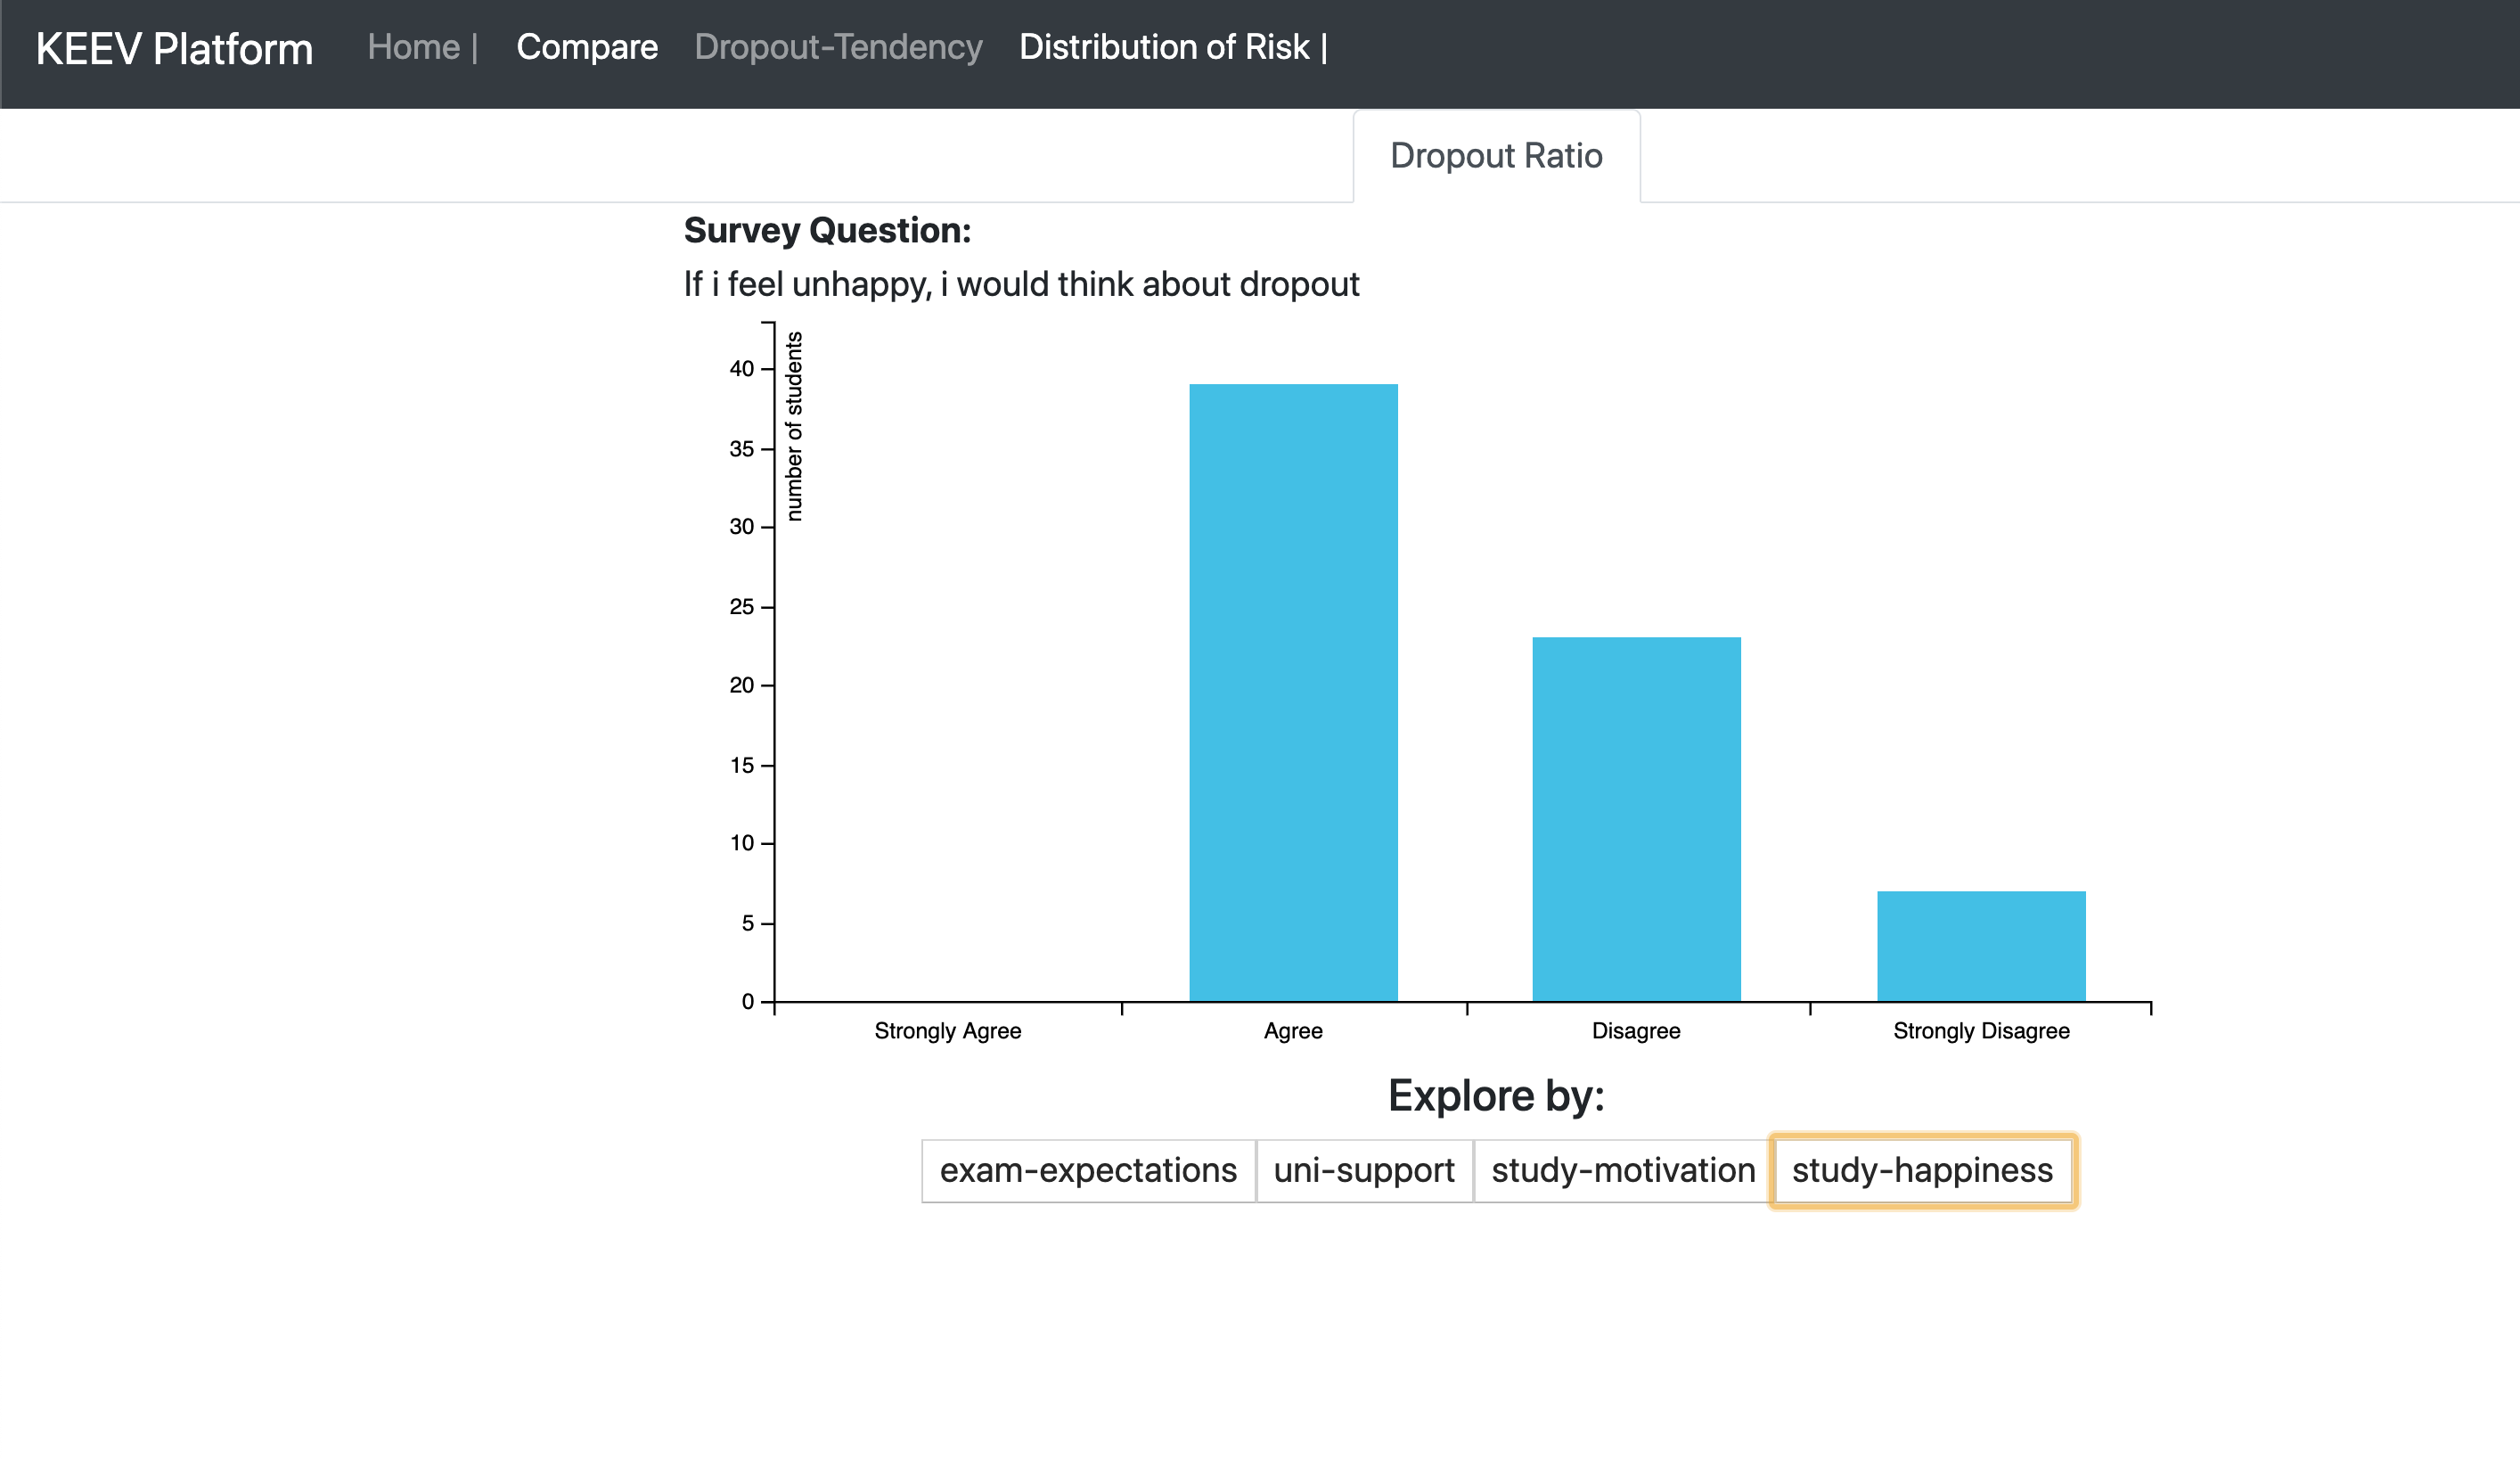 KEEV Platform Home | Compare Dropout-Tendency Distribution of Risk |
Dropout Ratio
Survey Question:
If i feel unhappy, i would think about dropout
number of students
40
35
30
25
20
15
10
5
0
Strongly Agree Agree Disagree Strongly Disagree
Explore by:
exam-expectations uni-support study-motivation study-happiness